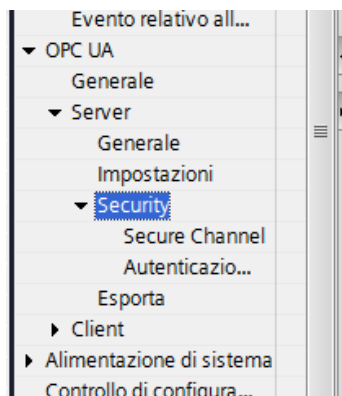 Evento relativo all...
OPC UA
Generale
Server
Generale
Impostazioni
Security
Secure Channel
Autenticazio...
Esporta
Client
Alimentazione di sistema
Controllo di configura...